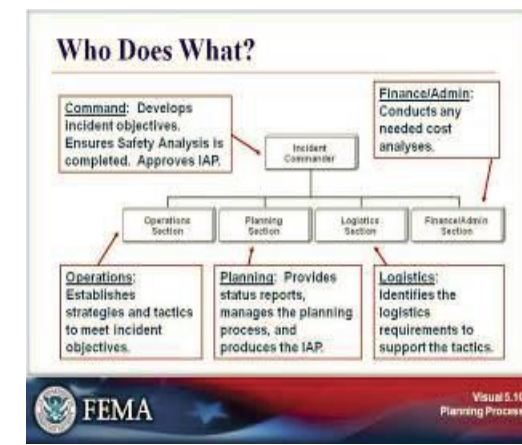 Who Does What?
Command: Develops
incident objectives.
Ensures Safety Analysis is
completed. Approves IAP.
Finance/Admin:
Conducts any
needed cost
analyses.
Incident
Commander
Operations
Section
Planning
Section
Logistics
Section
Finance/Admin
Section
Operations:
Establishes
strategies and tactics
to meet incident
objectives.
Planning: Provides
status reports,
manages the planning
process, and
produces the IAP.
Logistics:
Identifies the
logistics
requirements to
support the tactics.
FEMA
Visual 5.10
Planning Process